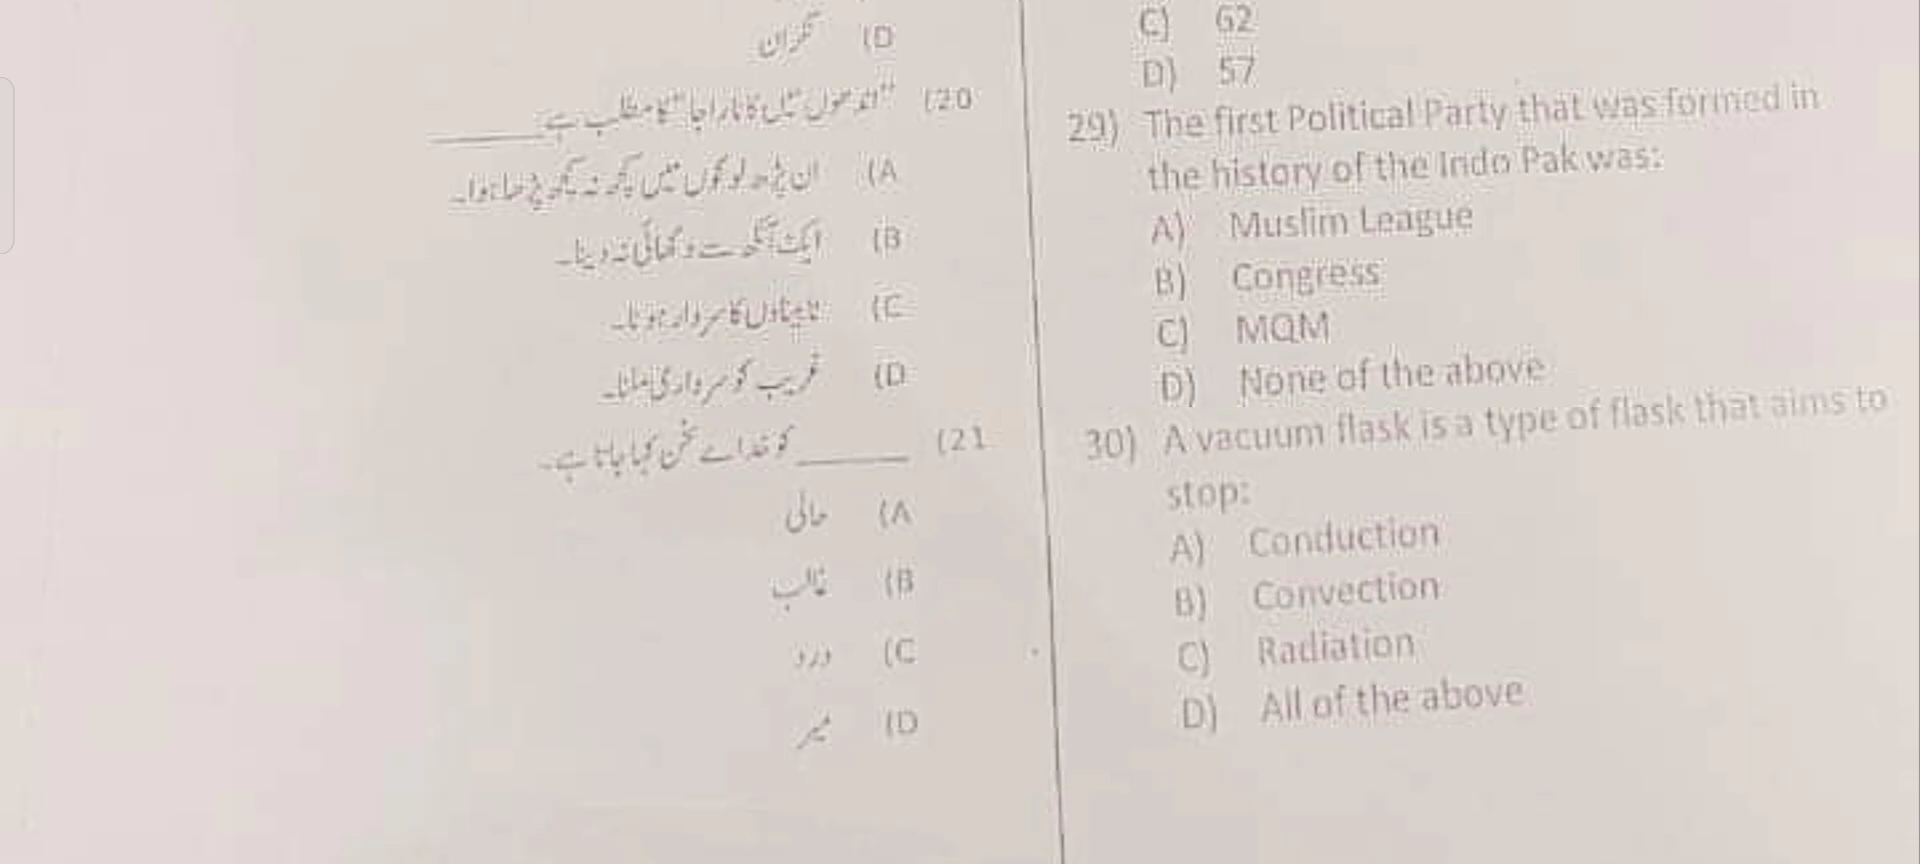 D) نگران
20) "اندھوں میں کانا راجا" کا مطلب ہے ______
A) ان پڑھ لوگوں میں کچھ نہ کچھ پڑھا ہوا۔
B) ایک آنکھ سے دکھائی نہ دینا۔
C) نابیناؤں کا سردار ہونا۔
D) غریب کو سرداری ملنا۔
21) ______ کو خدائے سخن کہا جاتا ہے۔
A) حالی
B) غالب
C) درد
D) میر
C) 62
D) 57
29) The first Political Party that was formed in
the history of the Indo Pak was:
A) Muslim League
B) Congress
C) MQM
D) None of the above
30) A vacuum flask is a type of flask that aims to
stop:
A) Conduction
B) Convection
C) Radiation
D) All of the above